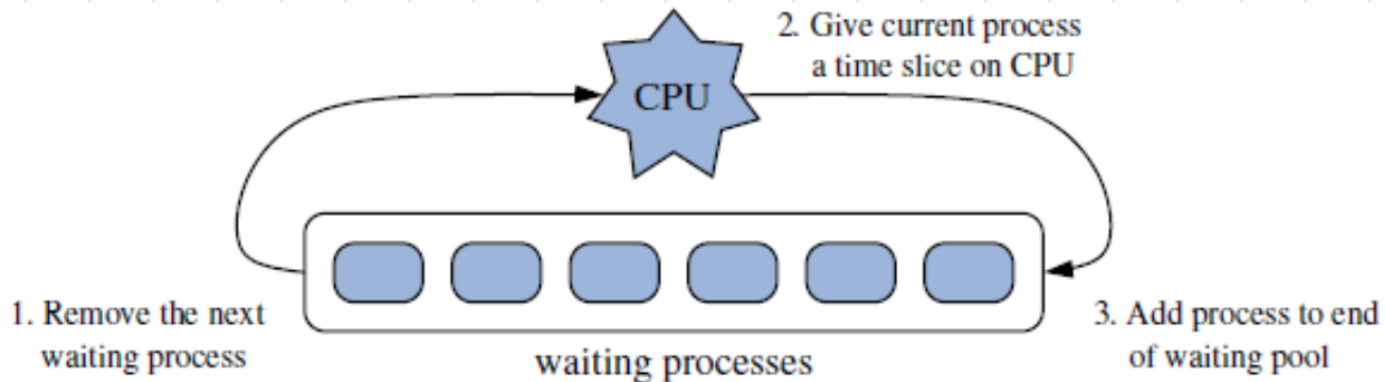 2. Give current process
a time slice on CPU
CPU
1. Remove the next
waiting process
3. Add process to end
of waiting pool
waiting processes